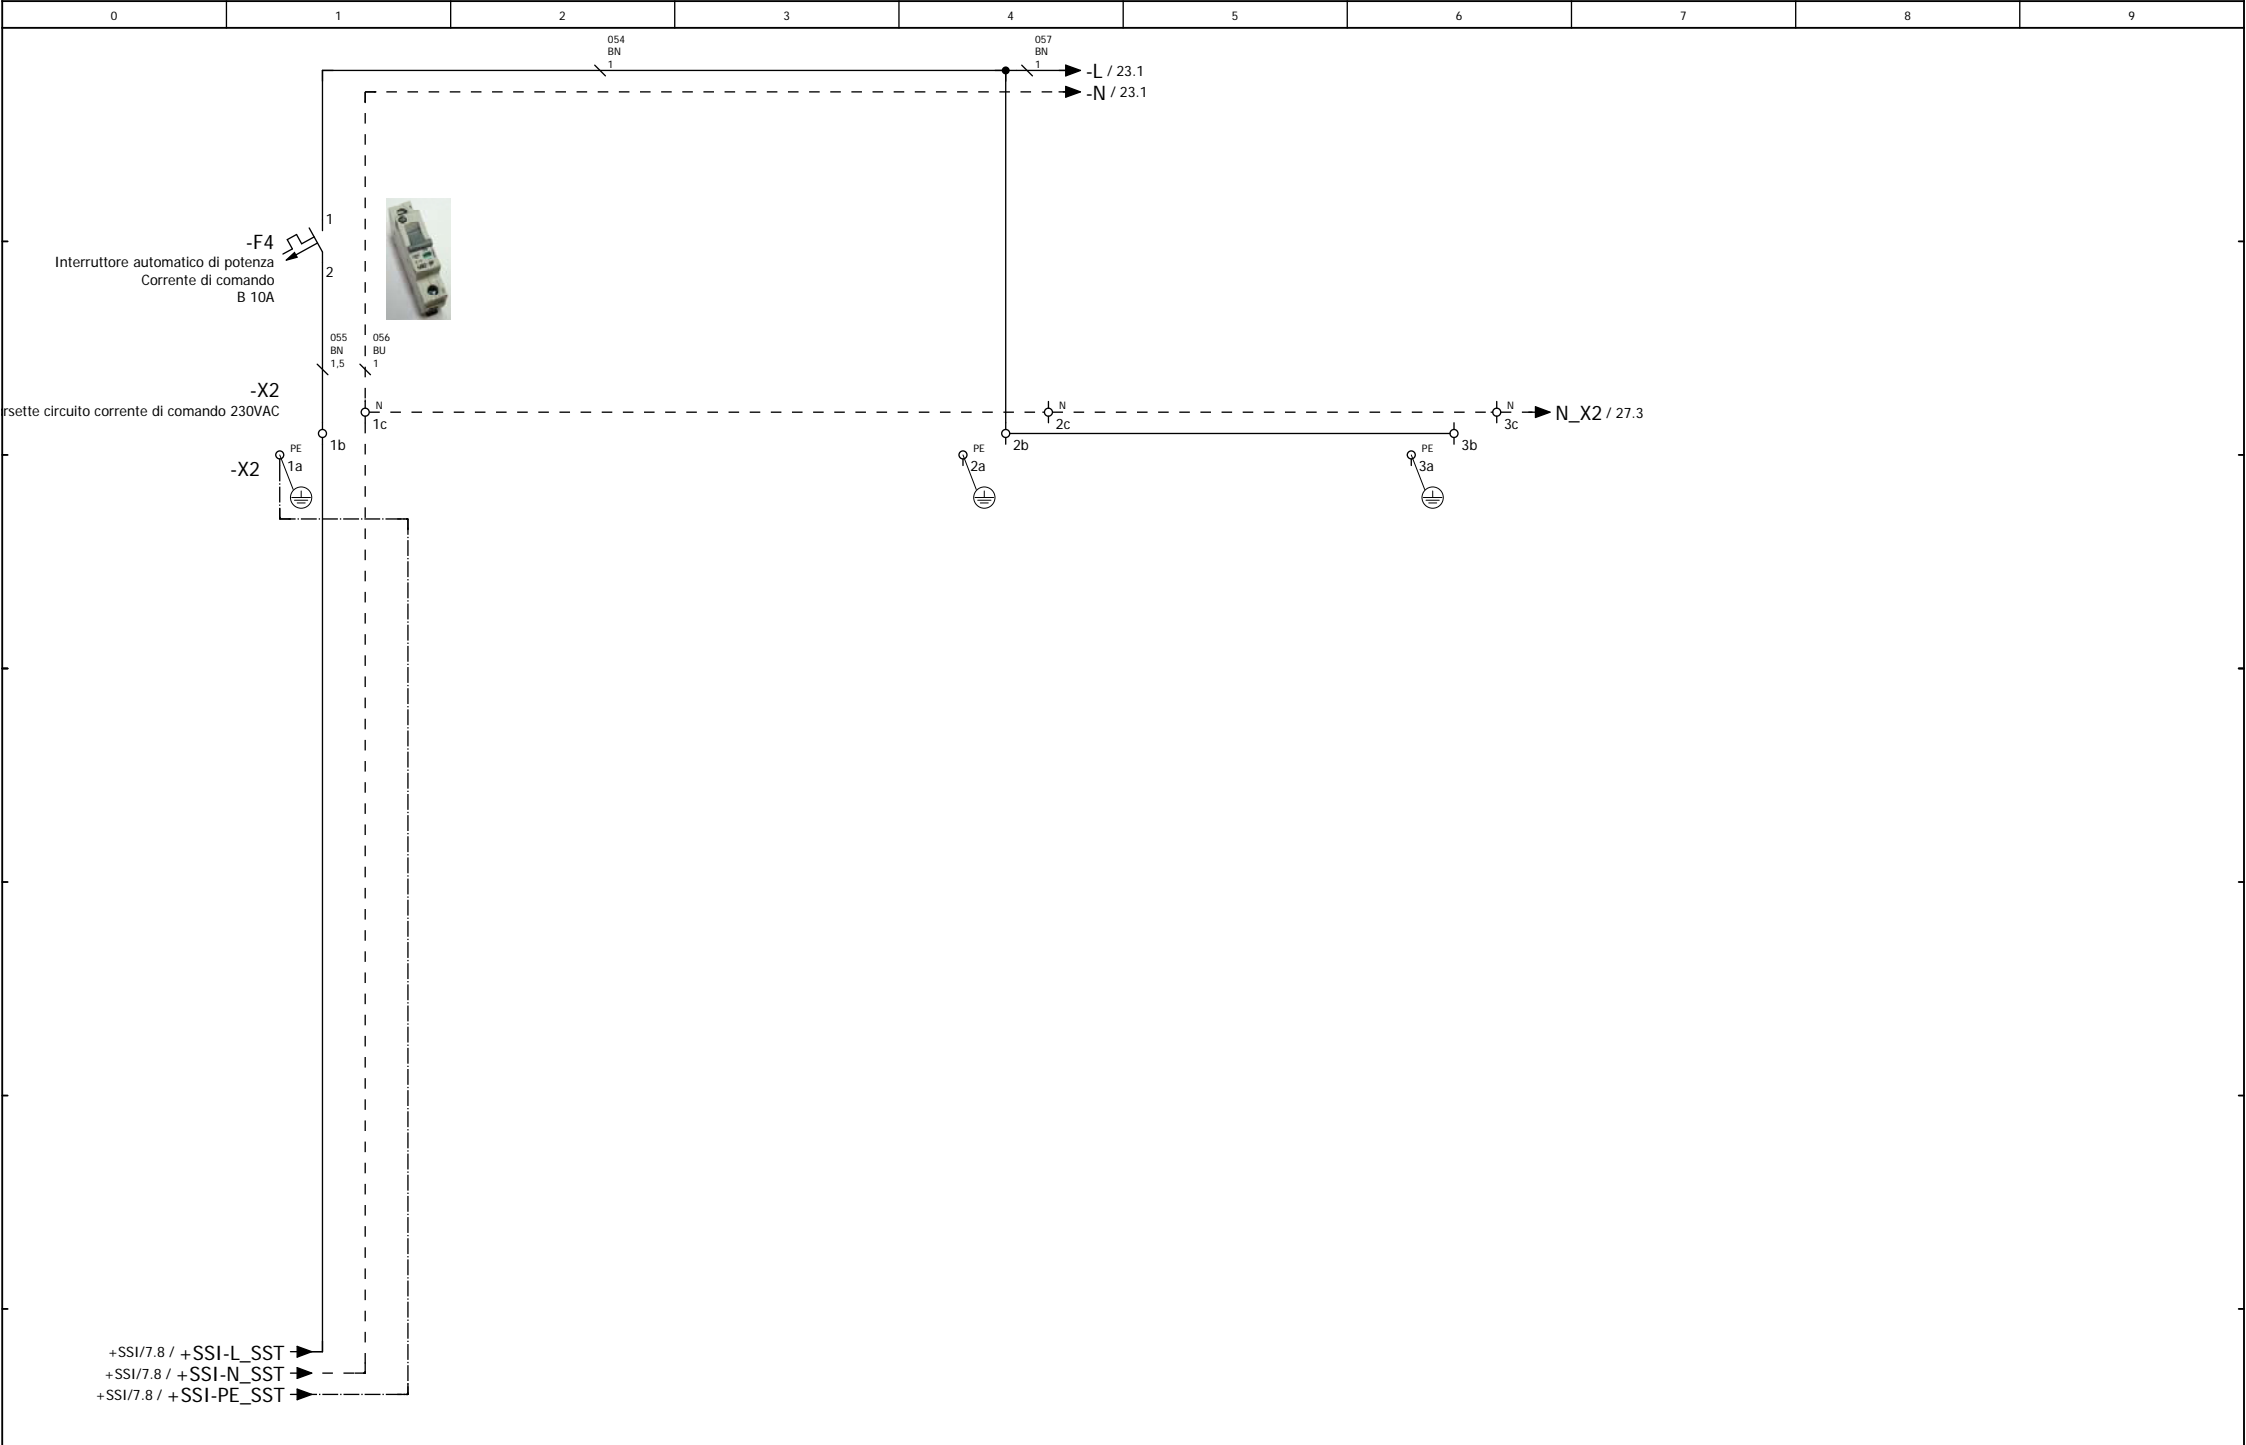 0 1 2 3 4 5 6 7 8 9
054
BN
1
057
BN
1
-L / 23.1
-N / 23.1
1
-F4
Interruttore automatico di potenza
Corrente di comando
B 10A
2
055
BN
1,5
056
BU
1
-X2
rsette circuito corrente di comando 230VAC
N
1c
N
2c
N
3c
N_X2 / 27.3
1b
2b
3b
-X2
PE
1a
PE
2a
PE
3a
+SSI/7.8 / +SSI-L_SST
+SSI/7.8 / +SSI-N_SST
+SSI/7.8 / +SSI-PE_SST